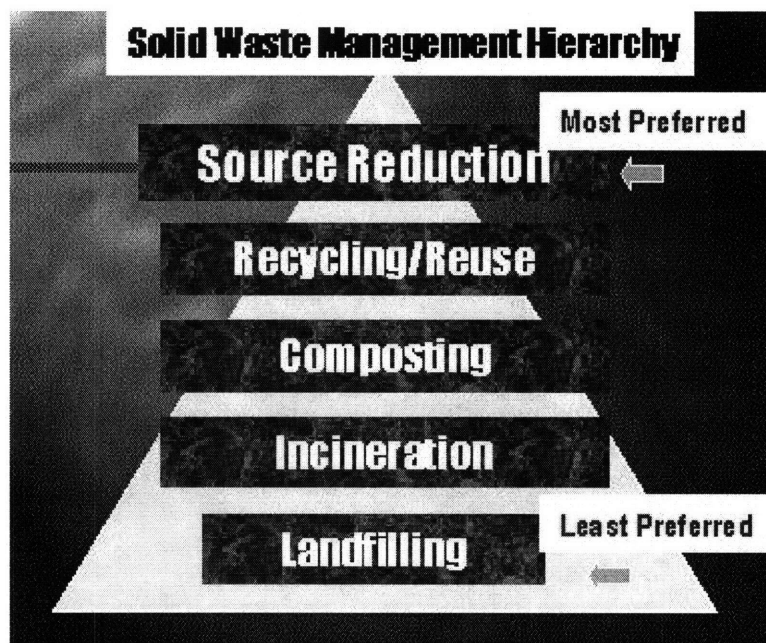 Solid Waste Management Hierarchy
Most Preferred
Source Reduction
Recycling/Reuse
Composting
Incineration
Least Preferred
Landfilling